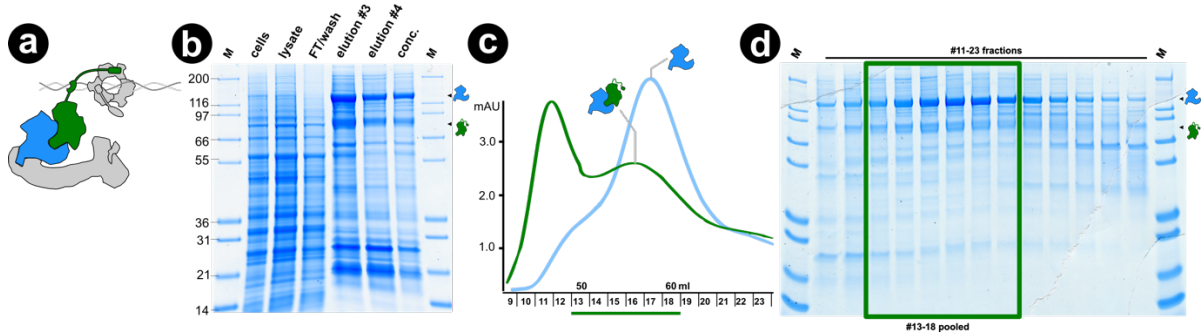 a
b
M
cells
lysate
FT/wash
elution #3
elution #4
conc.
M
200
116
97
66
55
36
31
21
14
c
mAU
3.0
2.0
1.0
50
60 ml
9 10 11 12 13 14 15 16 17 18 19 20 21 22 23
d
M
#11-23 fractions
M
#13-18 pooled